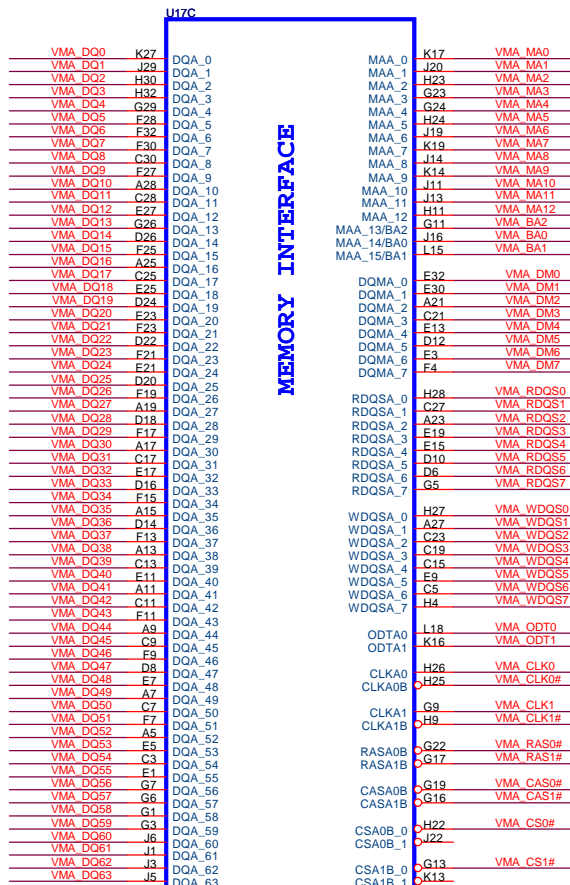 U17C
VMA_DQ0 K27 DQA_0
VMA_DQ1 J29 DQA_1
VMA_DQ2 H30 DQA_2
VMA_DQ3 H32 DQA_3
VMA_DQ4 G29 DQA_4
VMA_DQ5 F28 DQA_5
VMA_DQ6 F32 DQA_6
VMA_DQ7 F30 DQA_7
VMA_DQ8 C30 DQA_8
VMA_DQ9 F27 DQA_9
VMA_DQ10 A28 DQA_10
VMA_DQ11 C28 DQA_11
VMA_DQ12 E27 DQA_12
VMA_DQ13 G26 DQA_13
VMA_DQ14 D26 DQA_14
VMA_DQ15 F25 DQA_15
VMA_DQ16 A25 DQA_16
VMA_DQ17 C25 DQA_17
VMA_DQ18 E25 DQA_18
VMA_DQ19 D24 DQA_19
VMA_DQ20 E23 DQA_20
VMA_DQ21 F23 DQA_21
VMA_DQ22 D22 DQA_22
VMA_DQ23 F21 DQA_23
VMA_DQ24 E21 DQA_24
VMA_DQ25 D20 DQA_25
VMA_DQ26 F19 DQA_26
VMA_DQ27 A19 DQA_27
VMA_DQ28 D18 DQA_28
VMA_DQ29 F17 DQA_29
VMA_DQ30 A17 DQA_30
VMA_DQ31 C17 DQA_31
VMA_DQ32 E17 DQA_32
VMA_DQ33 D16 DQA_33
VMA_DQ34 F15 DQA_34
VMA_DQ35 A15 DQA_35
VMA_DQ36 D14 DQA_36
VMA_DQ37 F13 DQA_37
VMA_DQ38 A13 DQA_38
VMA_DQ39 C13 DQA_39
VMA_DQ40 E11 DQA_40
VMA_DQ41 A11 DQA_41
VMA_DQ42 C11 DQA_42
VMA_DQ43 F11 DQA_43
VMA_DQ44 A9 DQA_44
VMA_DQ45 C9 DQA_45
VMA_DQ46 F9 DQA_46
VMA_DQ47 D8 DQA_47
VMA_DQ48 E7 DQA_48
VMA_DQ49 A7 DQA_49
VMA_DQ50 C7 DQA_50
VMA_DQ51 F7 DQA_51
VMA_DQ52 A5 DQA_52
VMA_DQ53 E5 DQA_53
VMA_DQ54 C3 DQA_54
VMA_DQ55 E1 DQA_55
VMA_DQ56 G7 DQA_56
VMA_DQ57 G6 DQA_57
VMA_DQ58 G1 DQA_58
VMA_DQ59 G3 DQA_59
VMA_DQ60 J6 DQA_60
VMA_DQ61 J1 DQA_61
VMA_DQ62 J3 DQA_62
VMA_DQ63 J5 DQA_63
MEMORY INTERFACE
MAA_0 K17 VMA_MA0
MAA_1 J20 VMA_MA1
MAA_2 H23 VMA_MA2
MAA_3 G23 VMA_MA3
MAA_4 G24 VMA_MA4
MAA_5 H24 VMA_MA5
MAA_6 J19 VMA_MA6
MAA_7 K19 VMA_MA7
MAA_8 J14 VMA_MA8
MAA_9 K14 VMA_MA9
MAA_10 J11 VMA_MA10
MAA_11 J13 VMA_MA11
MAA_12 H11 VMA_MA12
MAA_13/BA2 G11 VMA_BA2
MAA_14/BA0 J16 VMA_BA0
MAA_15/BA1 L15 VMA_BA1
DQMA_0 E32 VMA_DM0
DQMA_1 E30 VMA_DM1
DQMA_2 A21 VMA_DM2
DQMA_3 C21 VMA_DM3
DQMA_4 E13 VMA_DM4
DQMA_5 D12 VMA_DM5
DQMA_6 E3 VMA_DM6
DQMA_7 F4 VMA_DM7
RDQSA_0 H28 VMA_RDQS0
RDQSA_1 C27 VMA_RDQS1
RDQSA_2 A23 VMA_RDQS2
RDQSA_3 E19 VMA_RDQS3
RDQSA_4 E15 VMA_RDQS4
RDQSA_5 D10 VMA_RDQS5
RDQSA_6 D6 VMA_RDQS6
RDQSA_7 G5 VMA_RDQS7
WDQSA_0 H27 VMA_WDQS0
WDQSA_1 A27 VMA_WDQS1
WDQSA_2 C23 VMA_WDQS2
WDQSA_3 C19 VMA_WDQS3
WDQSA_4 C15 VMA_WDQS4
WDQSA_5 E9 VMA_WDQS5
WDQSA_6 C5 VMA_WDQS6
WDQSA_7 H4 VMA_WDQS7
ODTA0 L18 VMA_ODT0
ODTA1 K16 VMA_ODT1
CLKA0 H26 VMA_CLK0
CLKA0B H25 VMA_CLK0#
CLKA1 G9 VMA_CLK1
CLKA1B H9 VMA_CLK1#
RASA0B G22 VMA_RAS0#
RASA1B G17 VMA_RAS1#
CASA0B G19 VMA_CAS0#
CASA1B G16 VMA_CAS1#
CSA0B_0 H22 VMA_CS0#
CSA0B_1 J22
CSA1B_0 G13 VMA_CS1#
CSA1B_1 K13